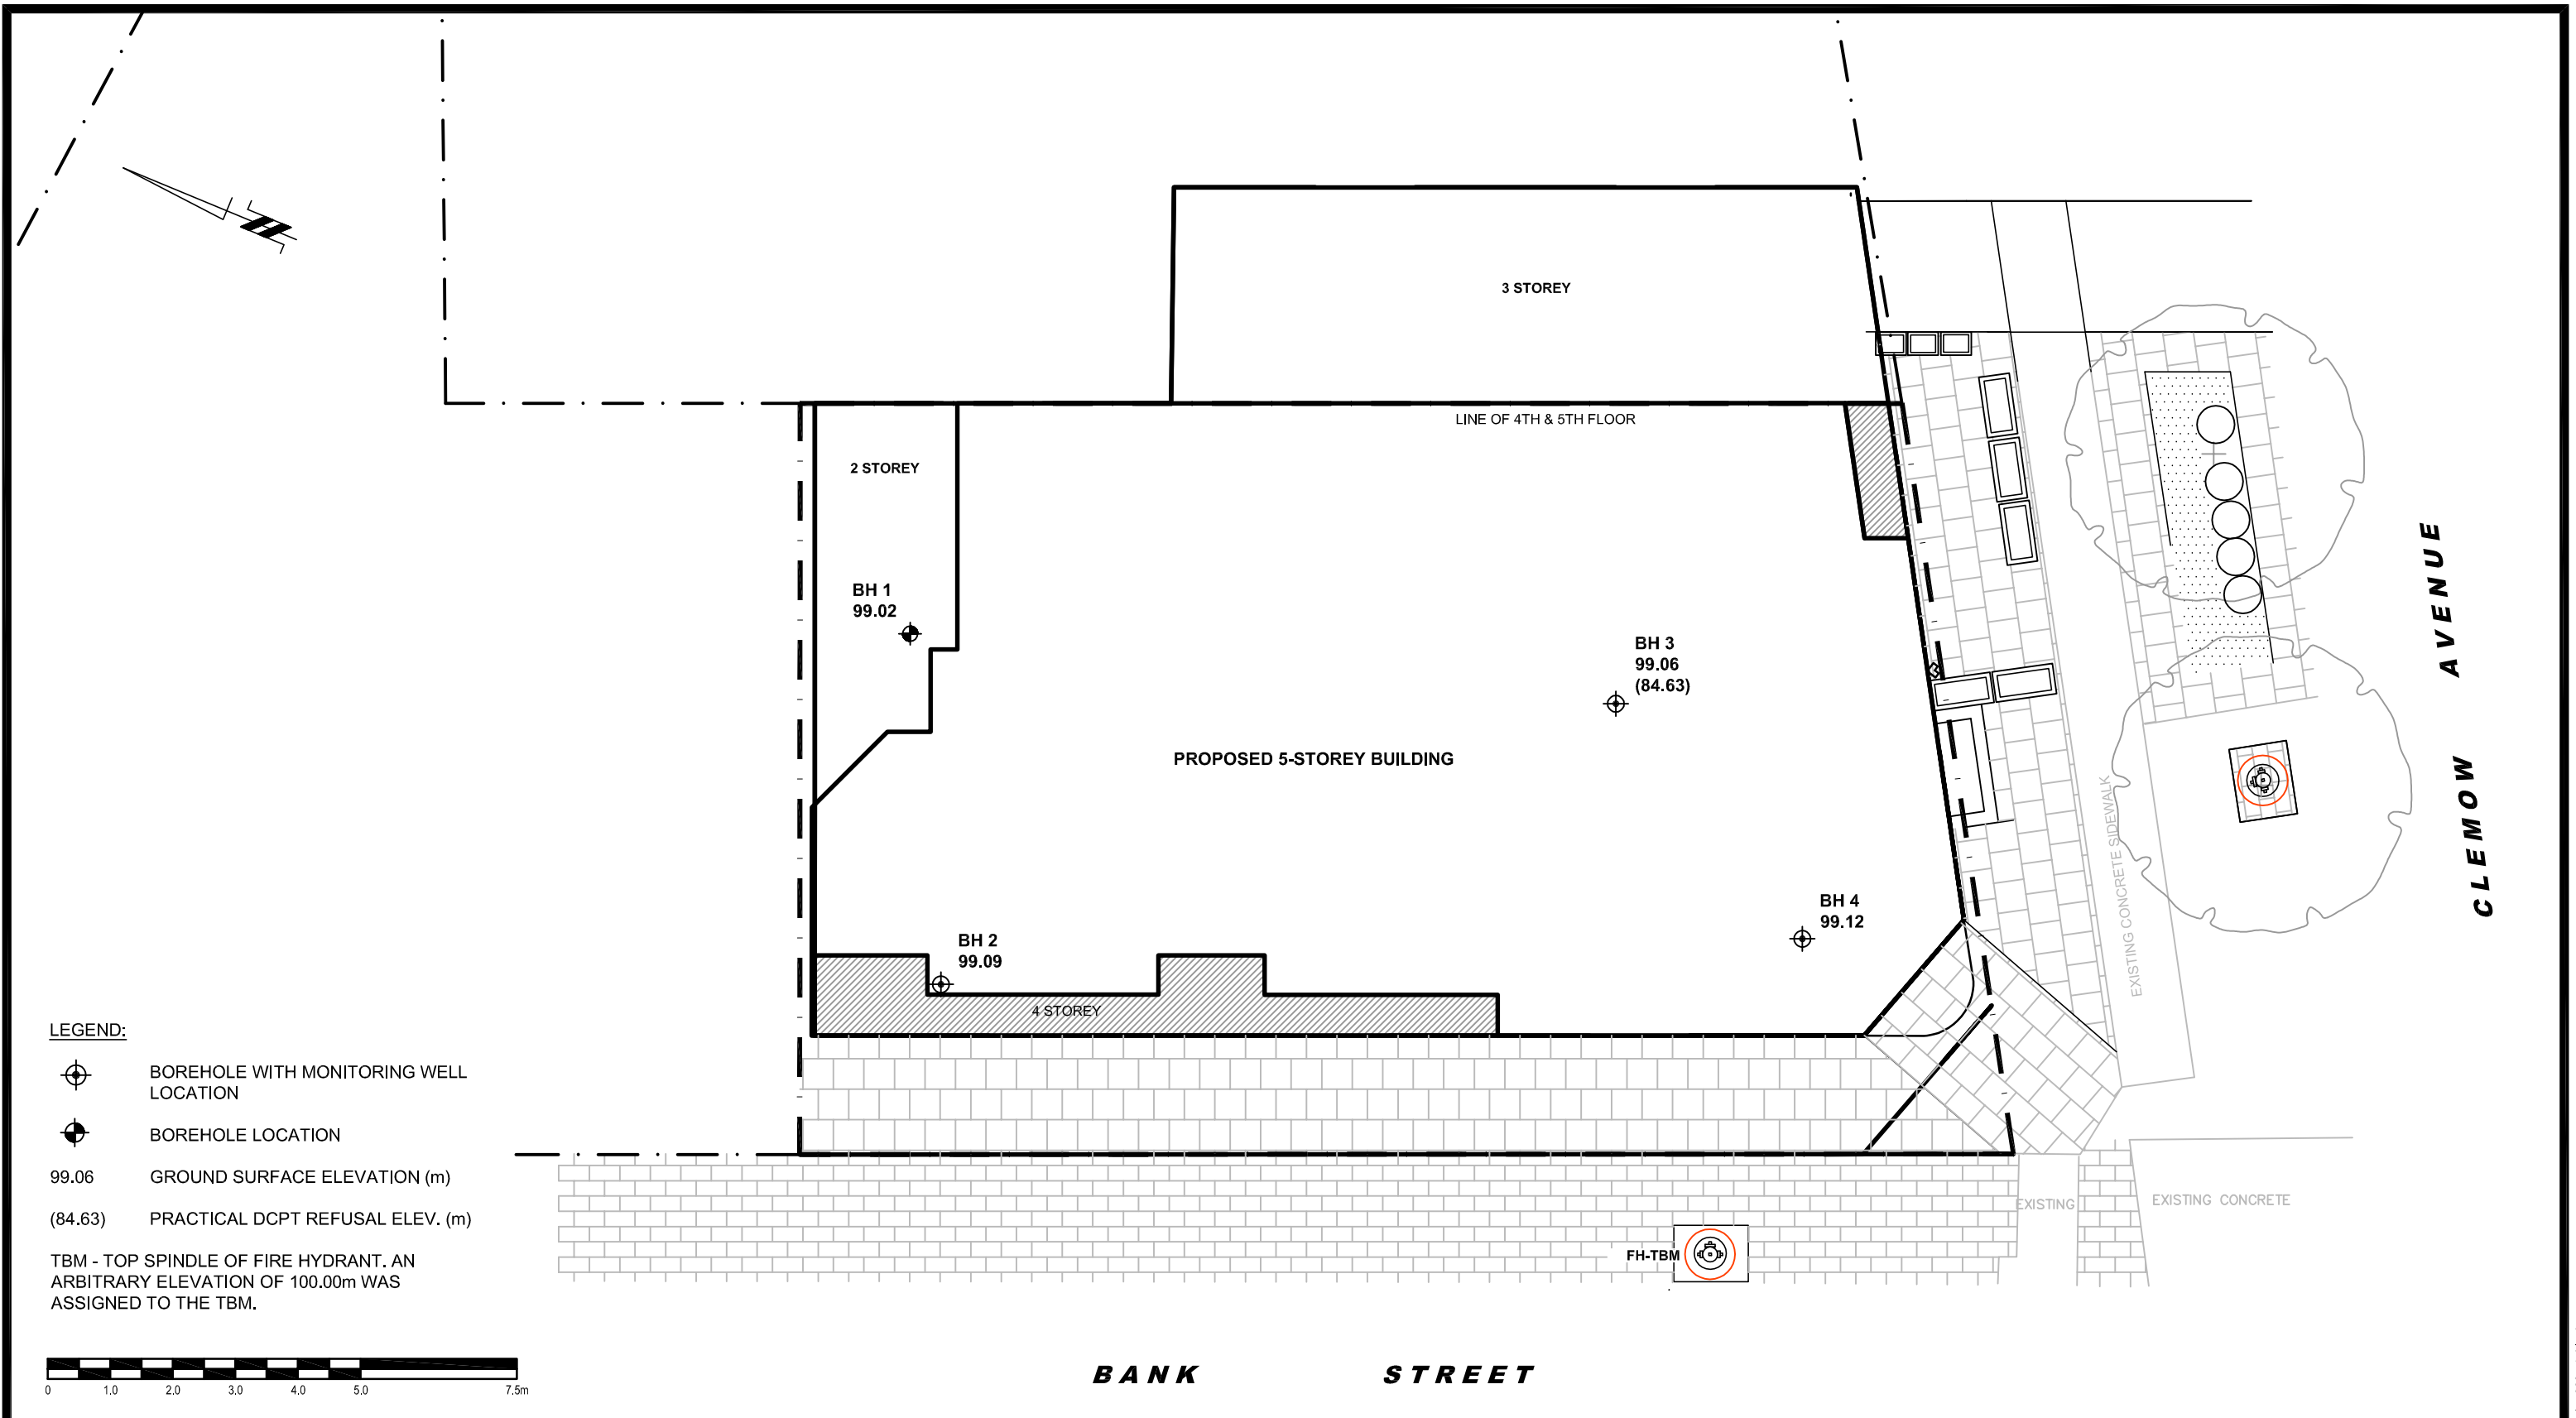 3 STOREY
LINE OF 4TH & 5TH FLOOR
2 STOREY
BH 1
99.02
BH 3
99.06
(84.63)
PROPOSED 5-STOREY BUILDING
BH 4
99.12
BH 2
99.09
4 STOREY
EXISTING CONCRETE SIDEWALK
CLEMOW AVENUE
LEGEND:
BOREHOLE WITH MONITORING WELL
LOCATION
BOREHOLE LOCATION
99.06 GROUND SURFACE ELEVATION (m)
(84.63) PRACTICAL DCPT REFUSAL ELEV. (m)
TBM - TOP SPINDLE OF FIRE HYDRANT. AN
ARBITRARY ELEVATION OF 100.00m WAS
ASSIGNED TO THE TBM.
EXISTING
EXISTING CONCRETE
FH-TBM
0 1.0 2.0 3.0 4.0 5.0 7.5m
BANK STREET